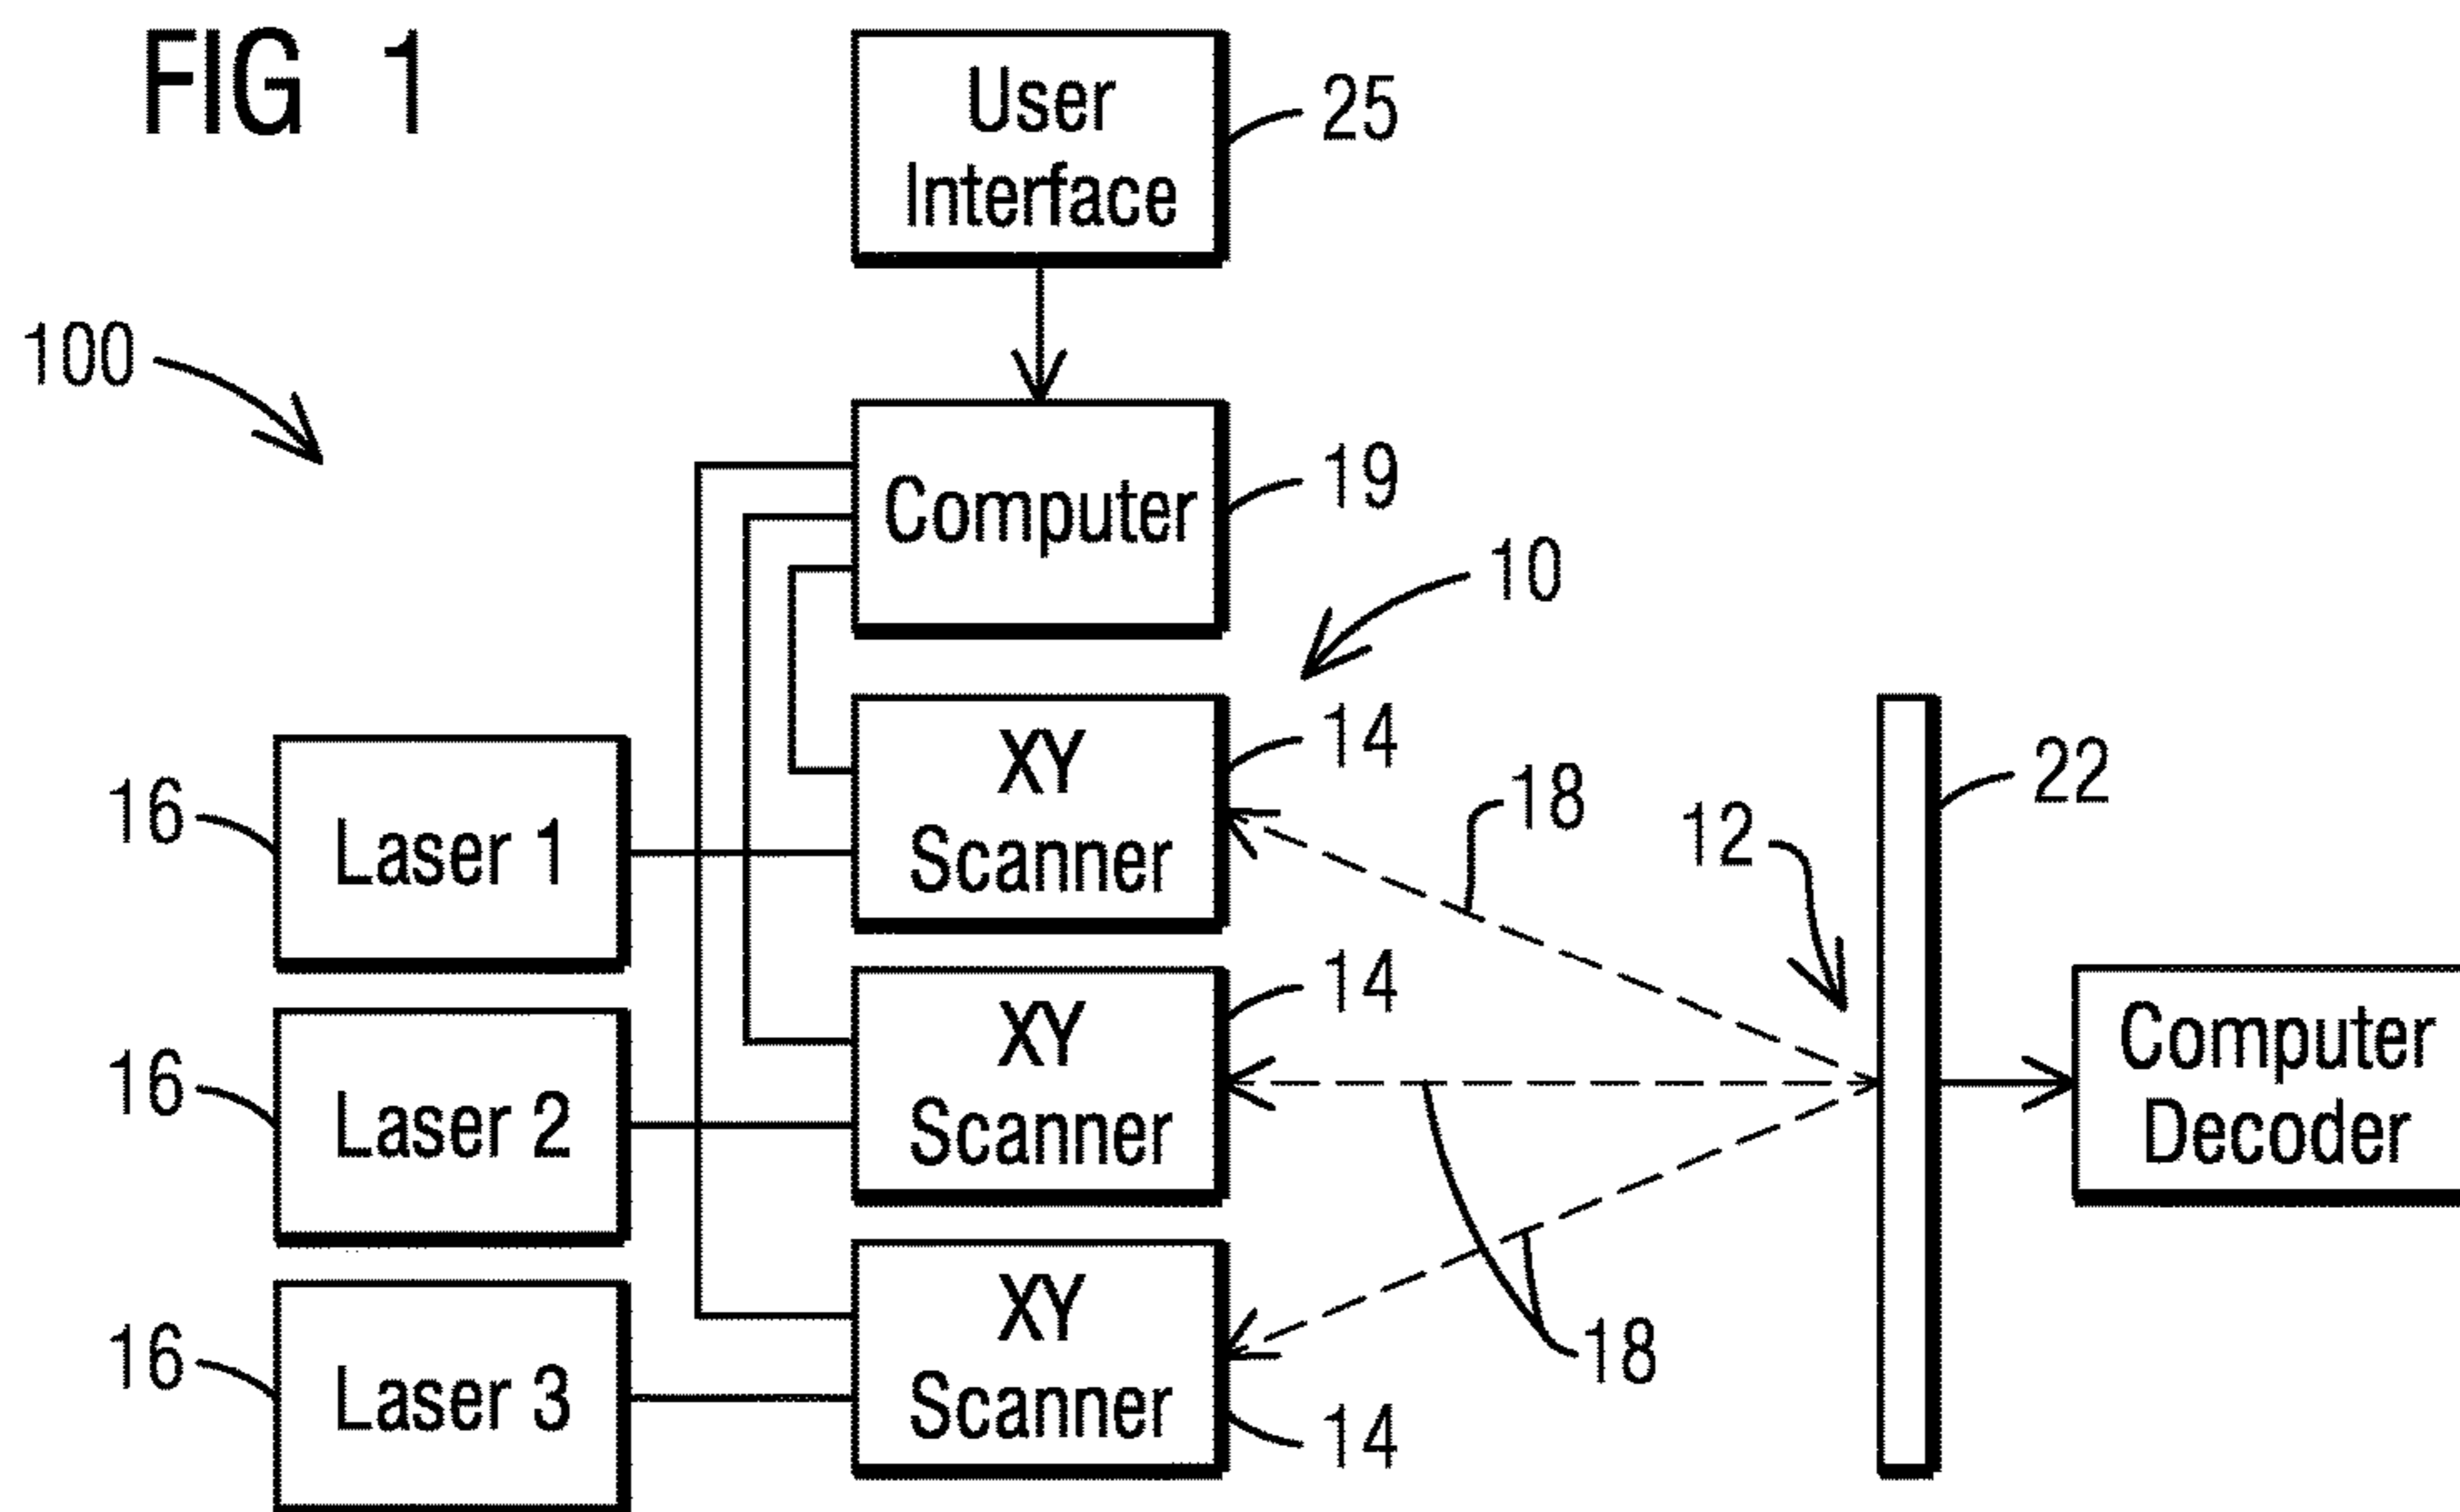 FIG 1
User
Interface
25
100
Computer
19
10
XY
Scanner
14
18
12
22
16
Laser 1
XY
Scanner
14
Computer
Decoder
16
Laser 2
XY
Scanner
14
18
16
Laser 3